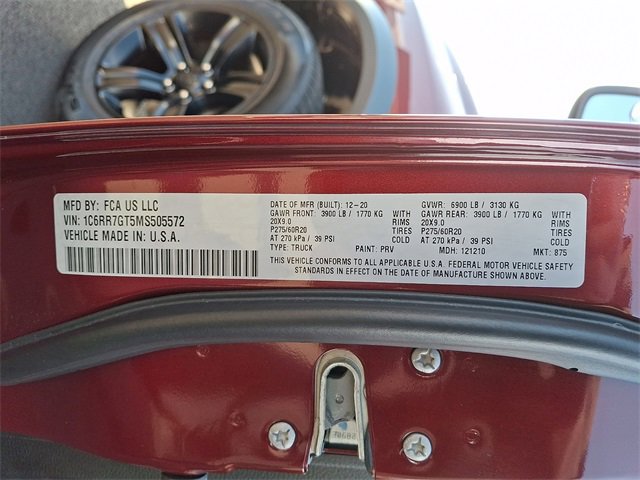 MFD BY: FCA US LLC
VIN: 1C6RR7GT5MS505572
VEHICLE MADE IN U.S.A.
DATE OF MFR (BUILT): 12-20 GVWR: 6900 LB / 3130 KG
GAWR FRONT: 3900 LB / 1770 KG WITH GAWR REAR: 3900 LB / 1770 KG WITH
20X9.0 RIMS 20X9.0 RIMS
P275/60R20 TIRES P275/60R20 TIRES
AT 270 kPa / 39 PSI COLD AT 270 kPa / 39 PSI COLD
TYPE: TRUCK PAINT: PRV MDH: 121210 MKT: 875
THIS VEHICLE CONFORMS TO ALL APPLICABLE U.S.A. FEDERAL MOTOR VEHICLE SAFETY
STANDARDS IN EFFECT ON THE DATE OF MANUFACTURE SHOWN ABOVE.